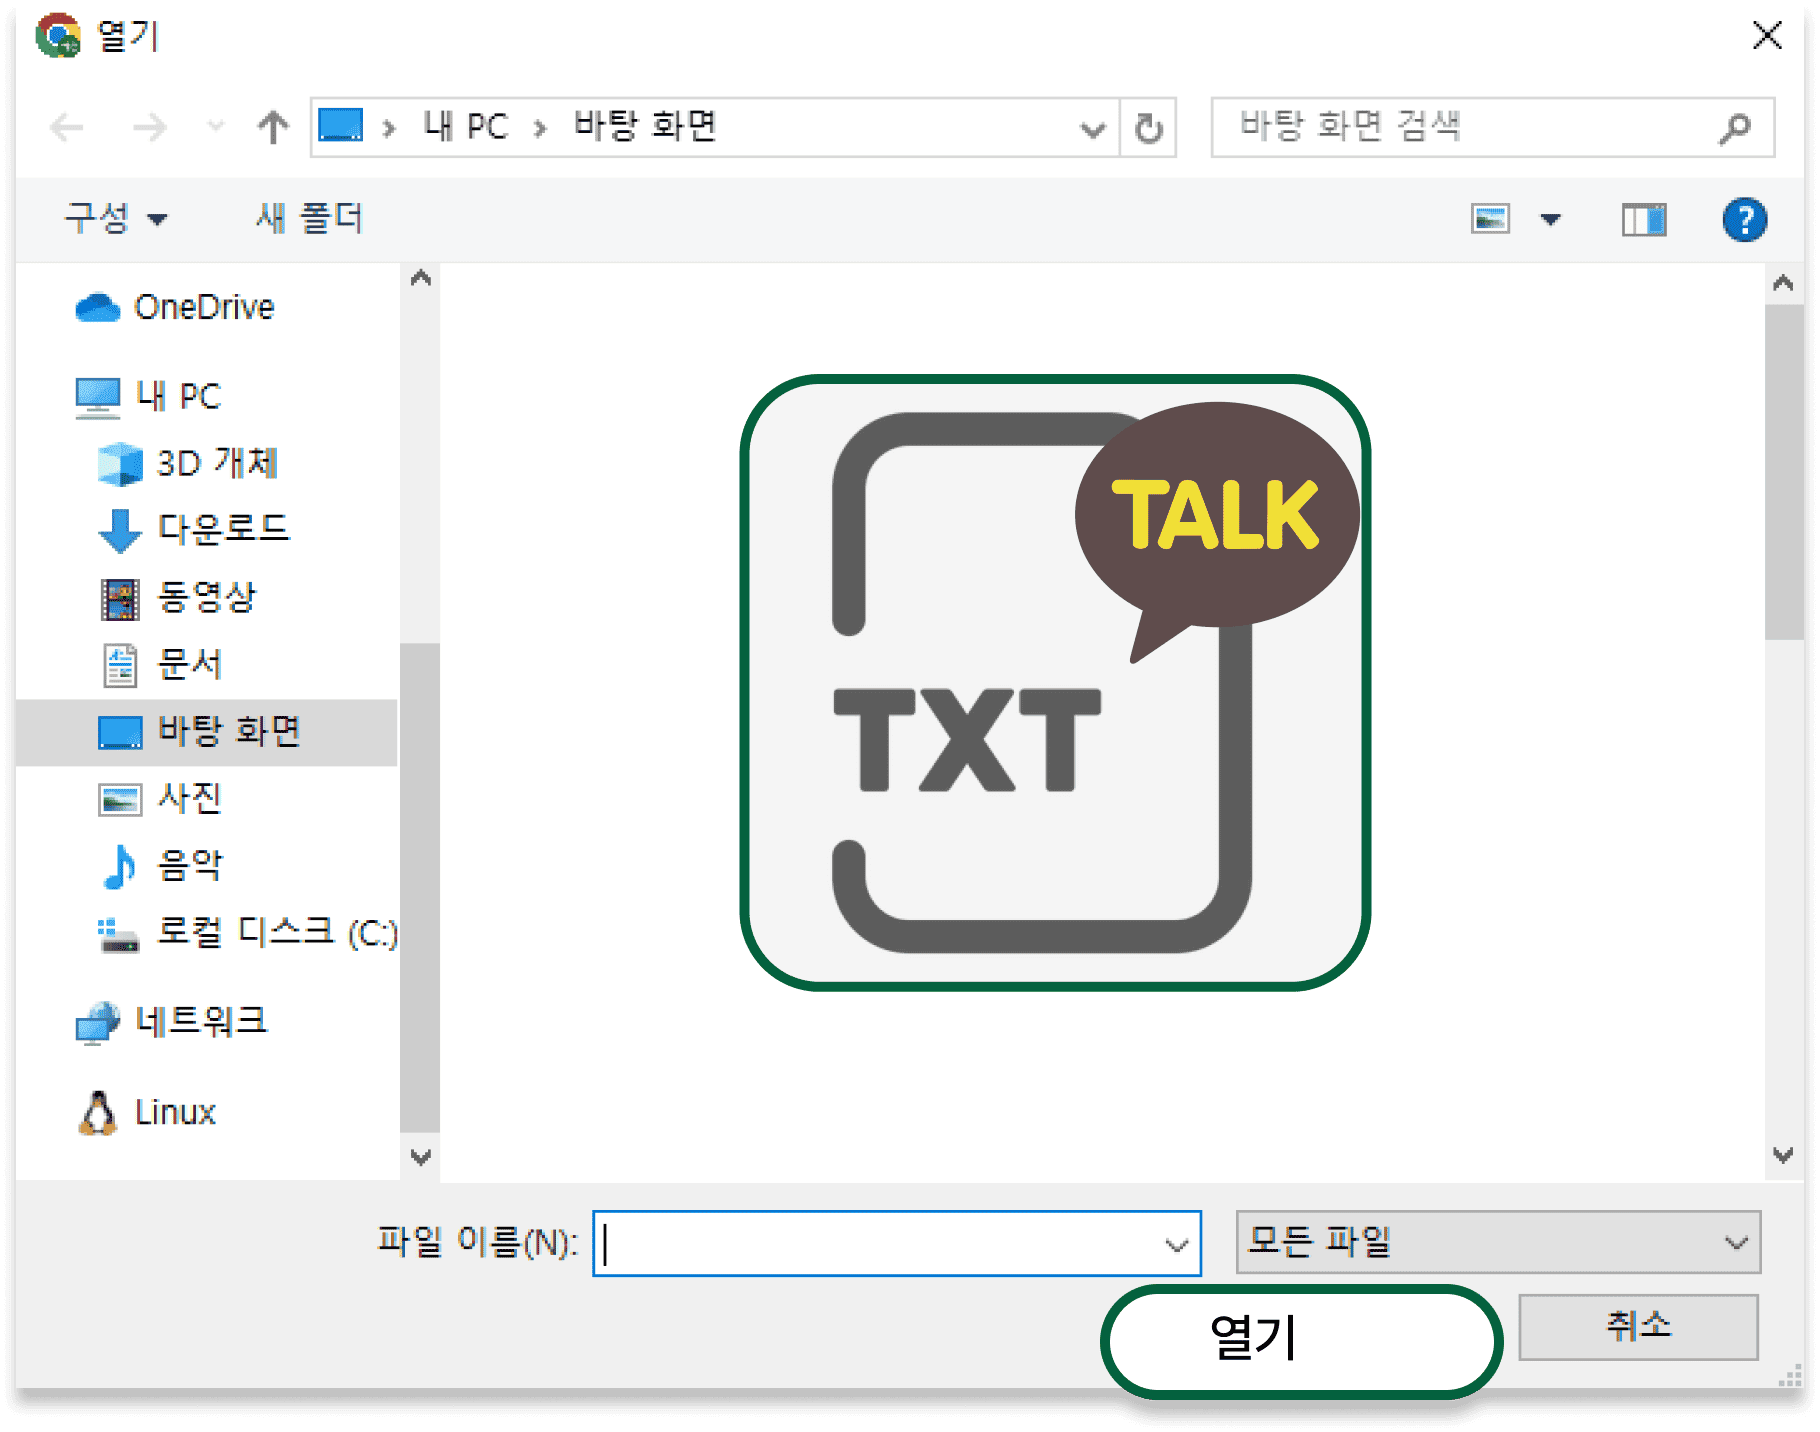 열기
내 PC > 바탕 화면
바탕 화면 검색
구성
새 폴더
OneDrive
내 PC
3D 개체
다운로드
동영상
문서
바탕 화면
사진
음악
로컬 디스크 (C:)
네트워크
Linux
TALK
TXT
파일 이름(N):
모든 파일
열기
취소